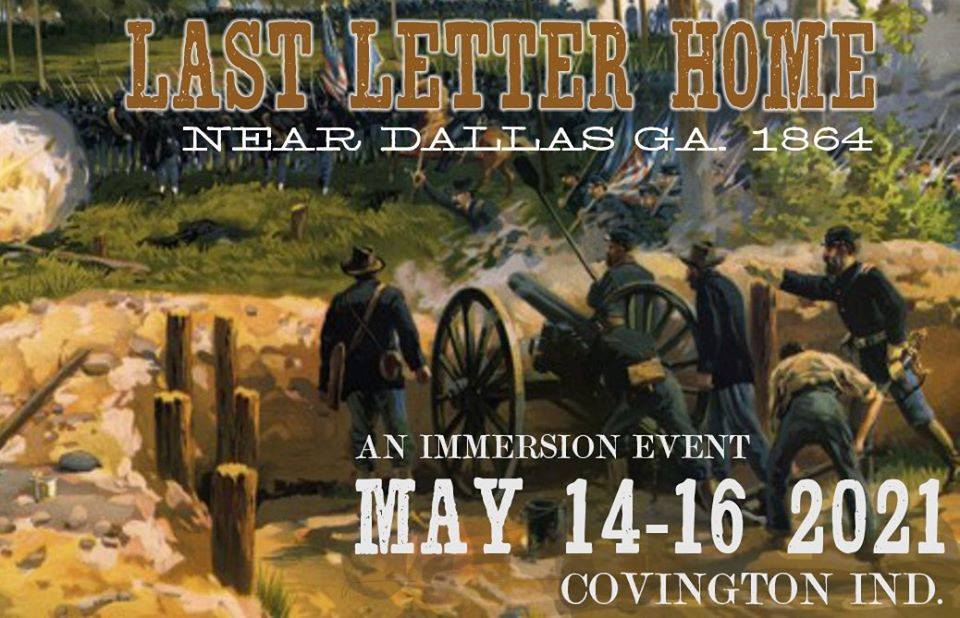 LAST LETTER HOME
NEAR DALLAS GA. 1864
AN IMMERSION EVENT
MAY 14-16 2021
COVINGTON IND.